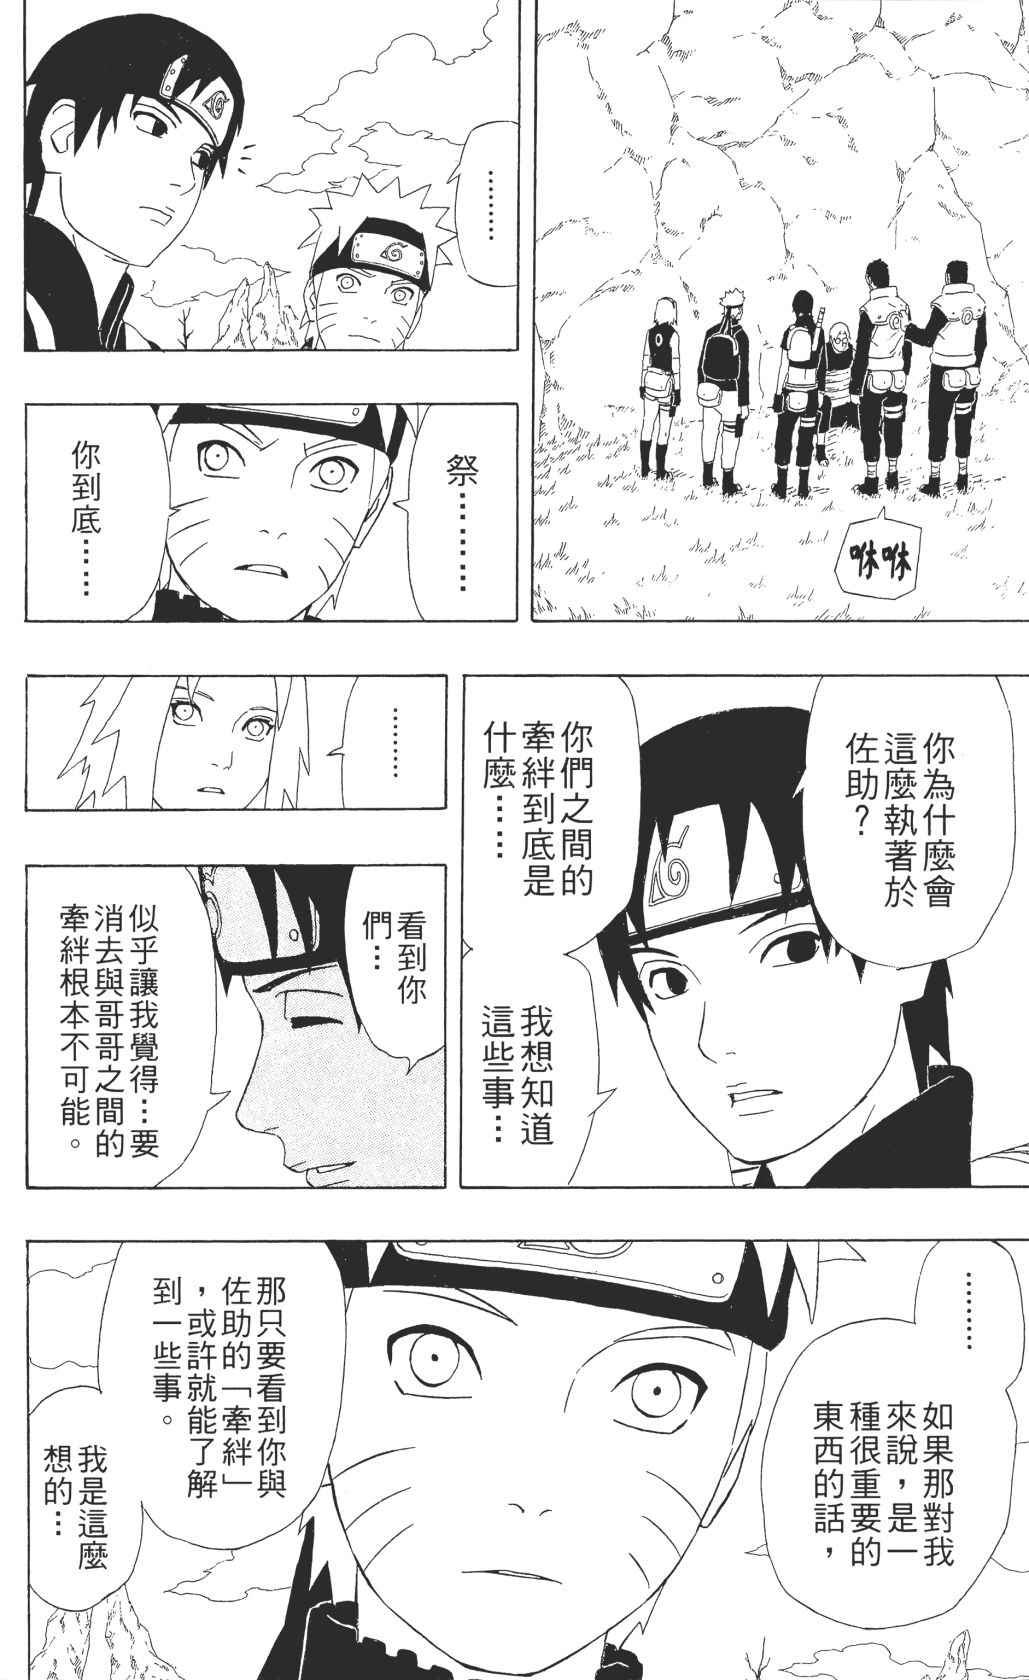 咻咻
………
祭………
你到底……
你為什麼會
這麼執著於
佐助?
你們之間的
牽絆到底是
什麼……
我想知道
這些事…
………
看到你
們…
似乎讓我覺得…要
消去與哥哥之間的
牽絆根本不可能。
………
如果那對我
來說，是一
種很重要的
東西的話，
那只要看到你與
佐助的「牽絆」
，或許就能了解
到一些事。
我是這麼
想的…